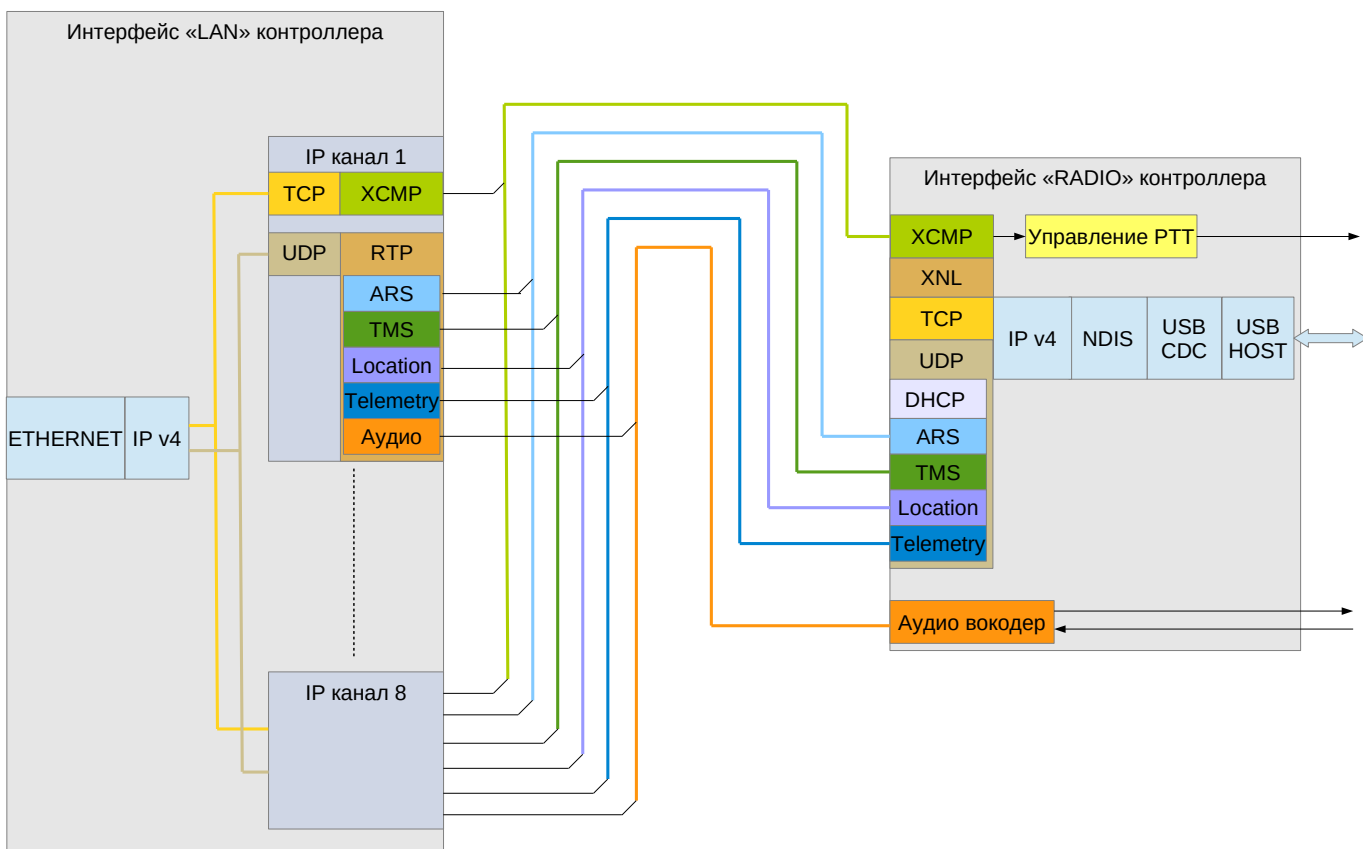 Интерфейс «LAN» контроллера
IP канал 1
TCP
XCMP
UDP
RTP
ARS
TMS
Location
Telemetry
Аудио
ETHERNET
IP v4
IP канал 8
Интерфейс «RADIO» контроллера
XCMP
Управление PTT
XNL
TCP
UDP
IP v4
NDIS
USB
CDC
USB
HOST
DHCP
ARS
TMS
Location
Telemetry
Аудио вокодер